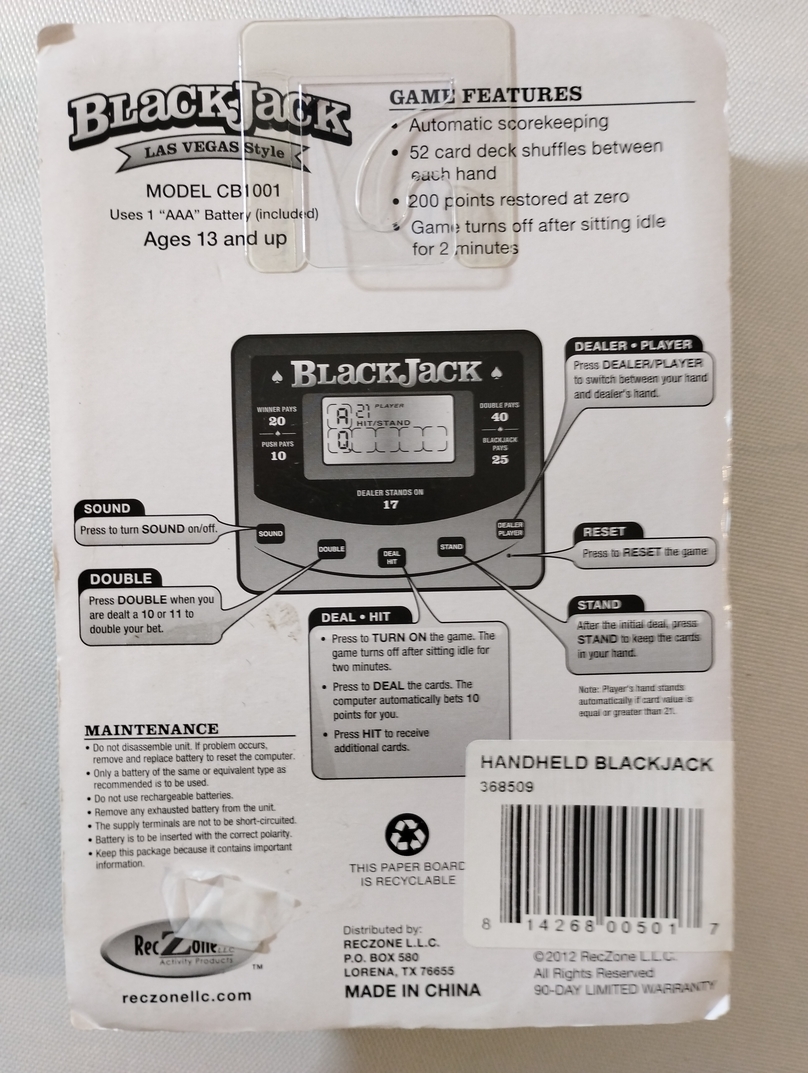 BLACKJACK
LAS VEGAS Style
MODEL CB1001
Uses 1 "AAA" Battery (included)
Ages 13 and up
GAME FEATURES
• Automatic scorekeeping
• 52 card deck shuffles between
each hand
• 200 points restored at zero
• Game turns off after sitting idle
for 2 minutes
BLACKJACK
WINNER PAYS
20
PUSH PAYS
10
A 21 PLAYER
HIT/STAND
Q
DOUBLE PAYS
40
BLACKJACK
PAYS
25
DEALER STANDS ON
17
SOUND
DOUBLE
DEAL
HIT
STAND
DEALER
PLAYER
DEALER • PLAYER
Press DEALER/PLAYER
to switch between your hand
and dealer's hand.
SOUND
Press to turn SOUND on/off.
RESET
Press to RESET the game
DOUBLE
Press DOUBLE when you
are dealt a 10 or 11 to
double your bet.
DEAL • HIT
• Press to TURN ON the game. The
game turns off after sitting idle for
two minutes.
• Press to DEAL the cards. The
computer automatically bets 10
points for you.
• Press HIT to receive
additional cards.
STAND
After the initial deal, press
STAND to keep the cards
in your hand.
Note: Player's hand stands
automatically if card value is
equal or greater than 21.
MAINTENANCE
• Do not disassemble unit. If problem occurs,
remove and replace battery to reset the computer.
• Only a battery of the same or equivalent type as
recommended is to be used.
• Do not use rechargeable batteries.
• Remove any exhausted battery from the unit.
• The supply terminals are not to be short-circuited.
• Battery is to be inserted with the correct polarity.
• Keep this package because it contains important
information.
THIS PAPER BOARD
IS RECYCLABLE
HANDHELD BLACKJACK
368509
8 14268 00501 7
RecZone LLC
Activity Products
™
reczonellc.com
Distributed by:
RECZONE L.L.C.
P.O. BOX 580
LORENA, TX 76655
MADE IN CHINA
©2012 RecZone L.L.C.
All Rights Reserved
90-DAY LIMITED WARRANTY